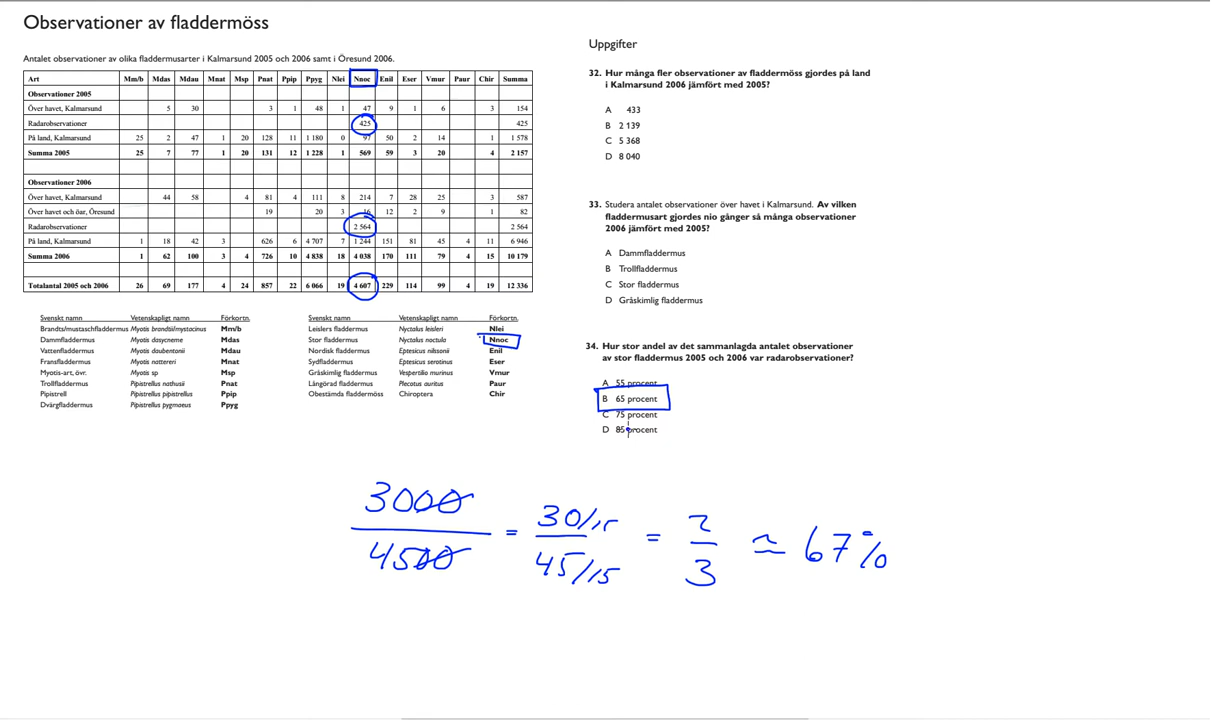 Observationer av fladdermöss
Antalet observationer av olika fladdermusarter i Kalmarsund 2005 och 2006 samt i Öresund 2006.
Art Mm/b Mdas Mdau Mnat Msp Pnat Ppip Ppyg Nlei Nnoc Enil Eser Vmur Paur Chir Summa
Observationer 2005
Över havet, Kalmarsund 5 30 3 1 48 1 47 9 1 6 3 154
Radarobservationer 425 425
På land, Kalmarsund 25 2 47 1 20 128 11 1 180 0 97 50 2 14 1 1 578
Summa 2005 25 7 77 1 20 131 12 1 228 1 569 59 3 20 4 2 157
Observationer 2006
Över havet, Kalmarsund 44 58 4 81 4 111 8 214 7 28 25 3 587
Över havet och öar, Öresund 19 20 3 16 12 2 9 1 82
Radarobservationer 2 564 2 564
På land, Kalmarsund 1 18 42 3 626 6 4 707 7 1 244 151 81 45 4 11 6 946
Summa 2006 1 62 100 3 4 726 10 4 838 18 4 038 170 111 79 4 15 10 179
Totalantal 2005 och 2006 26 69 177 4 24 857 22 6 066 19 4 607 229 114 99 4 19 12 336
Svenskt namn Vetenskapligt namn Förkortn.
Brandts/mustaschfladdermus Myotis brandtii/mystacinus Mm/b
Dammfladdermus Myotis dasycneme Mdas
Vattenfladdermus Myotis daubentonii Mdau
Fransfladdermus Myotis nattereri Mnat
Myotis-art, övr. Myotis sp Msp
Trollfladdermus Pipistrellus nathusii Pnat
Pipistrell Pipistrellus pipistrellus Ppip
Dvärgfladdermus Pipistrellus pygmaeus Ppyg
Svenskt namn Vetenskapligt namn Förkortn.
Leislers fladdermus Nyctalus leisleri Nlei
Stor fladdermus Nyctalus noctula Nnoc
Nordisk fladdermus Eptesicus nilssonii Enil
Sydfladdermus Eptesicus serotinus Eser
Gråskimlig fladdermus Vespertilio murinus Vmur
Långörad fladdermus Plecotus auritus Paur
Obestämda fladdermöss Chiroptera Chir
Uppgifter
32. Hur många fler observationer av fladdermöss gjordes på land
i Kalmarsund 2006 jämfört med 2005?
A 433
B 2 139
C 5 368
D 8 040
33. Studera antalet observationer över havet i Kalmarsund. Av vilken
fladdermusart gjordes nio gånger så många observationer
2006 jämfört med 2005?
A Dammfladdermus
B Trollfladdermus
C Stor fladdermus
D Gråskimlig fladdermus
34. Hur stor andel av det sammanlagda antalet observationer
av stor fladdermus 2005 och 2006 var radarobservationer?
A 55 procent
B 65 procent
C 75 procent
D 85 procent
3000 / 4500 = 30/15 / 45/15 = 2 / 3 ≈ 67%